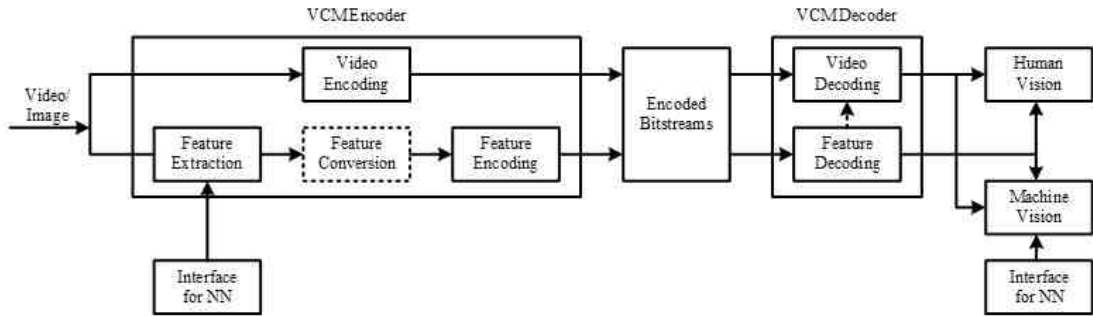 VCMEncoder
VCMDecoder
Video
Encoding
Video
Decoding
Human
Vision
Video/
Image
Encoded
Bitstreams
Feature
Extraction
Feature
Conversion
Feature
Encoding
Feature
Decoding
Machine
Vision
Interface
for NN
Interface
for NN